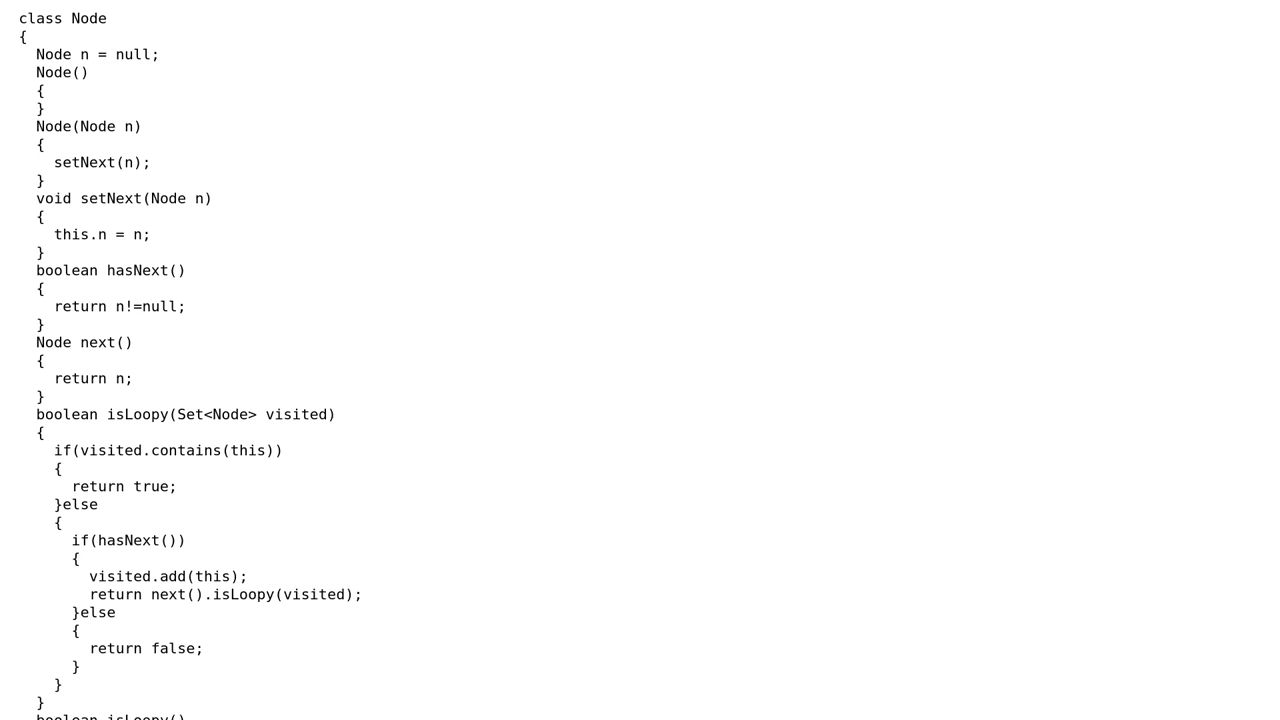 class Node
{
  Node n = null;
  Node()
  {
  }
  Node(Node n)
  {
    setNext(n);
  }
  void setNext(Node n)
  {
    this.n = n;
  }
  boolean hasNext()
  {
    return n!=null;
  }
  Node next()
  {
    return n;
  }
  boolean isLoopy(Set<Node> visited)
  {
    if(visited.contains(this))
    {
      return true;
    }else
    {
      if(hasNext())
      {
        visited.add(this);
        return next().isLoopy(visited);
      }else
      {
        return false;
      }
    }
  }
  boolean isLoopy()